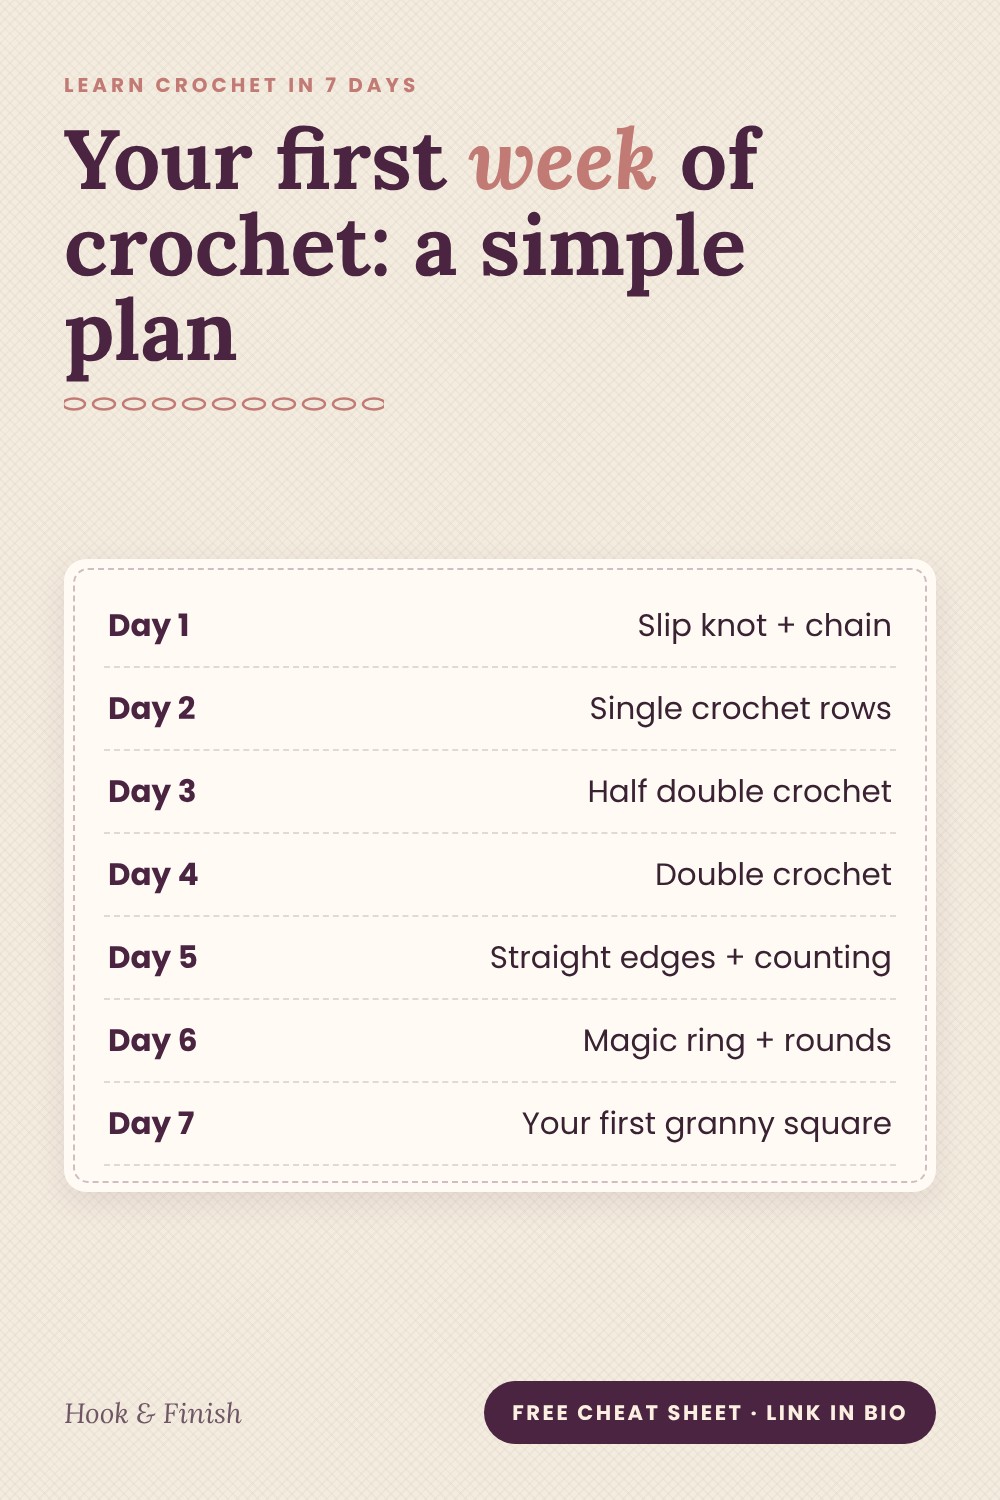 LEARN CROCHET IN 7 DAYS
Your first week of
crochet: a simple
plan
Day 1 Slip knot + chain
Day 2 Single crochet rows
Day 3 Half double crochet
Day 4 Double crochet
Day 5 Straight edges + counting
Day 6 Magic ring + rounds
Day 7 Your first granny square
Hook & Finish
FREE CHEAT SHEET · LINK IN BIO